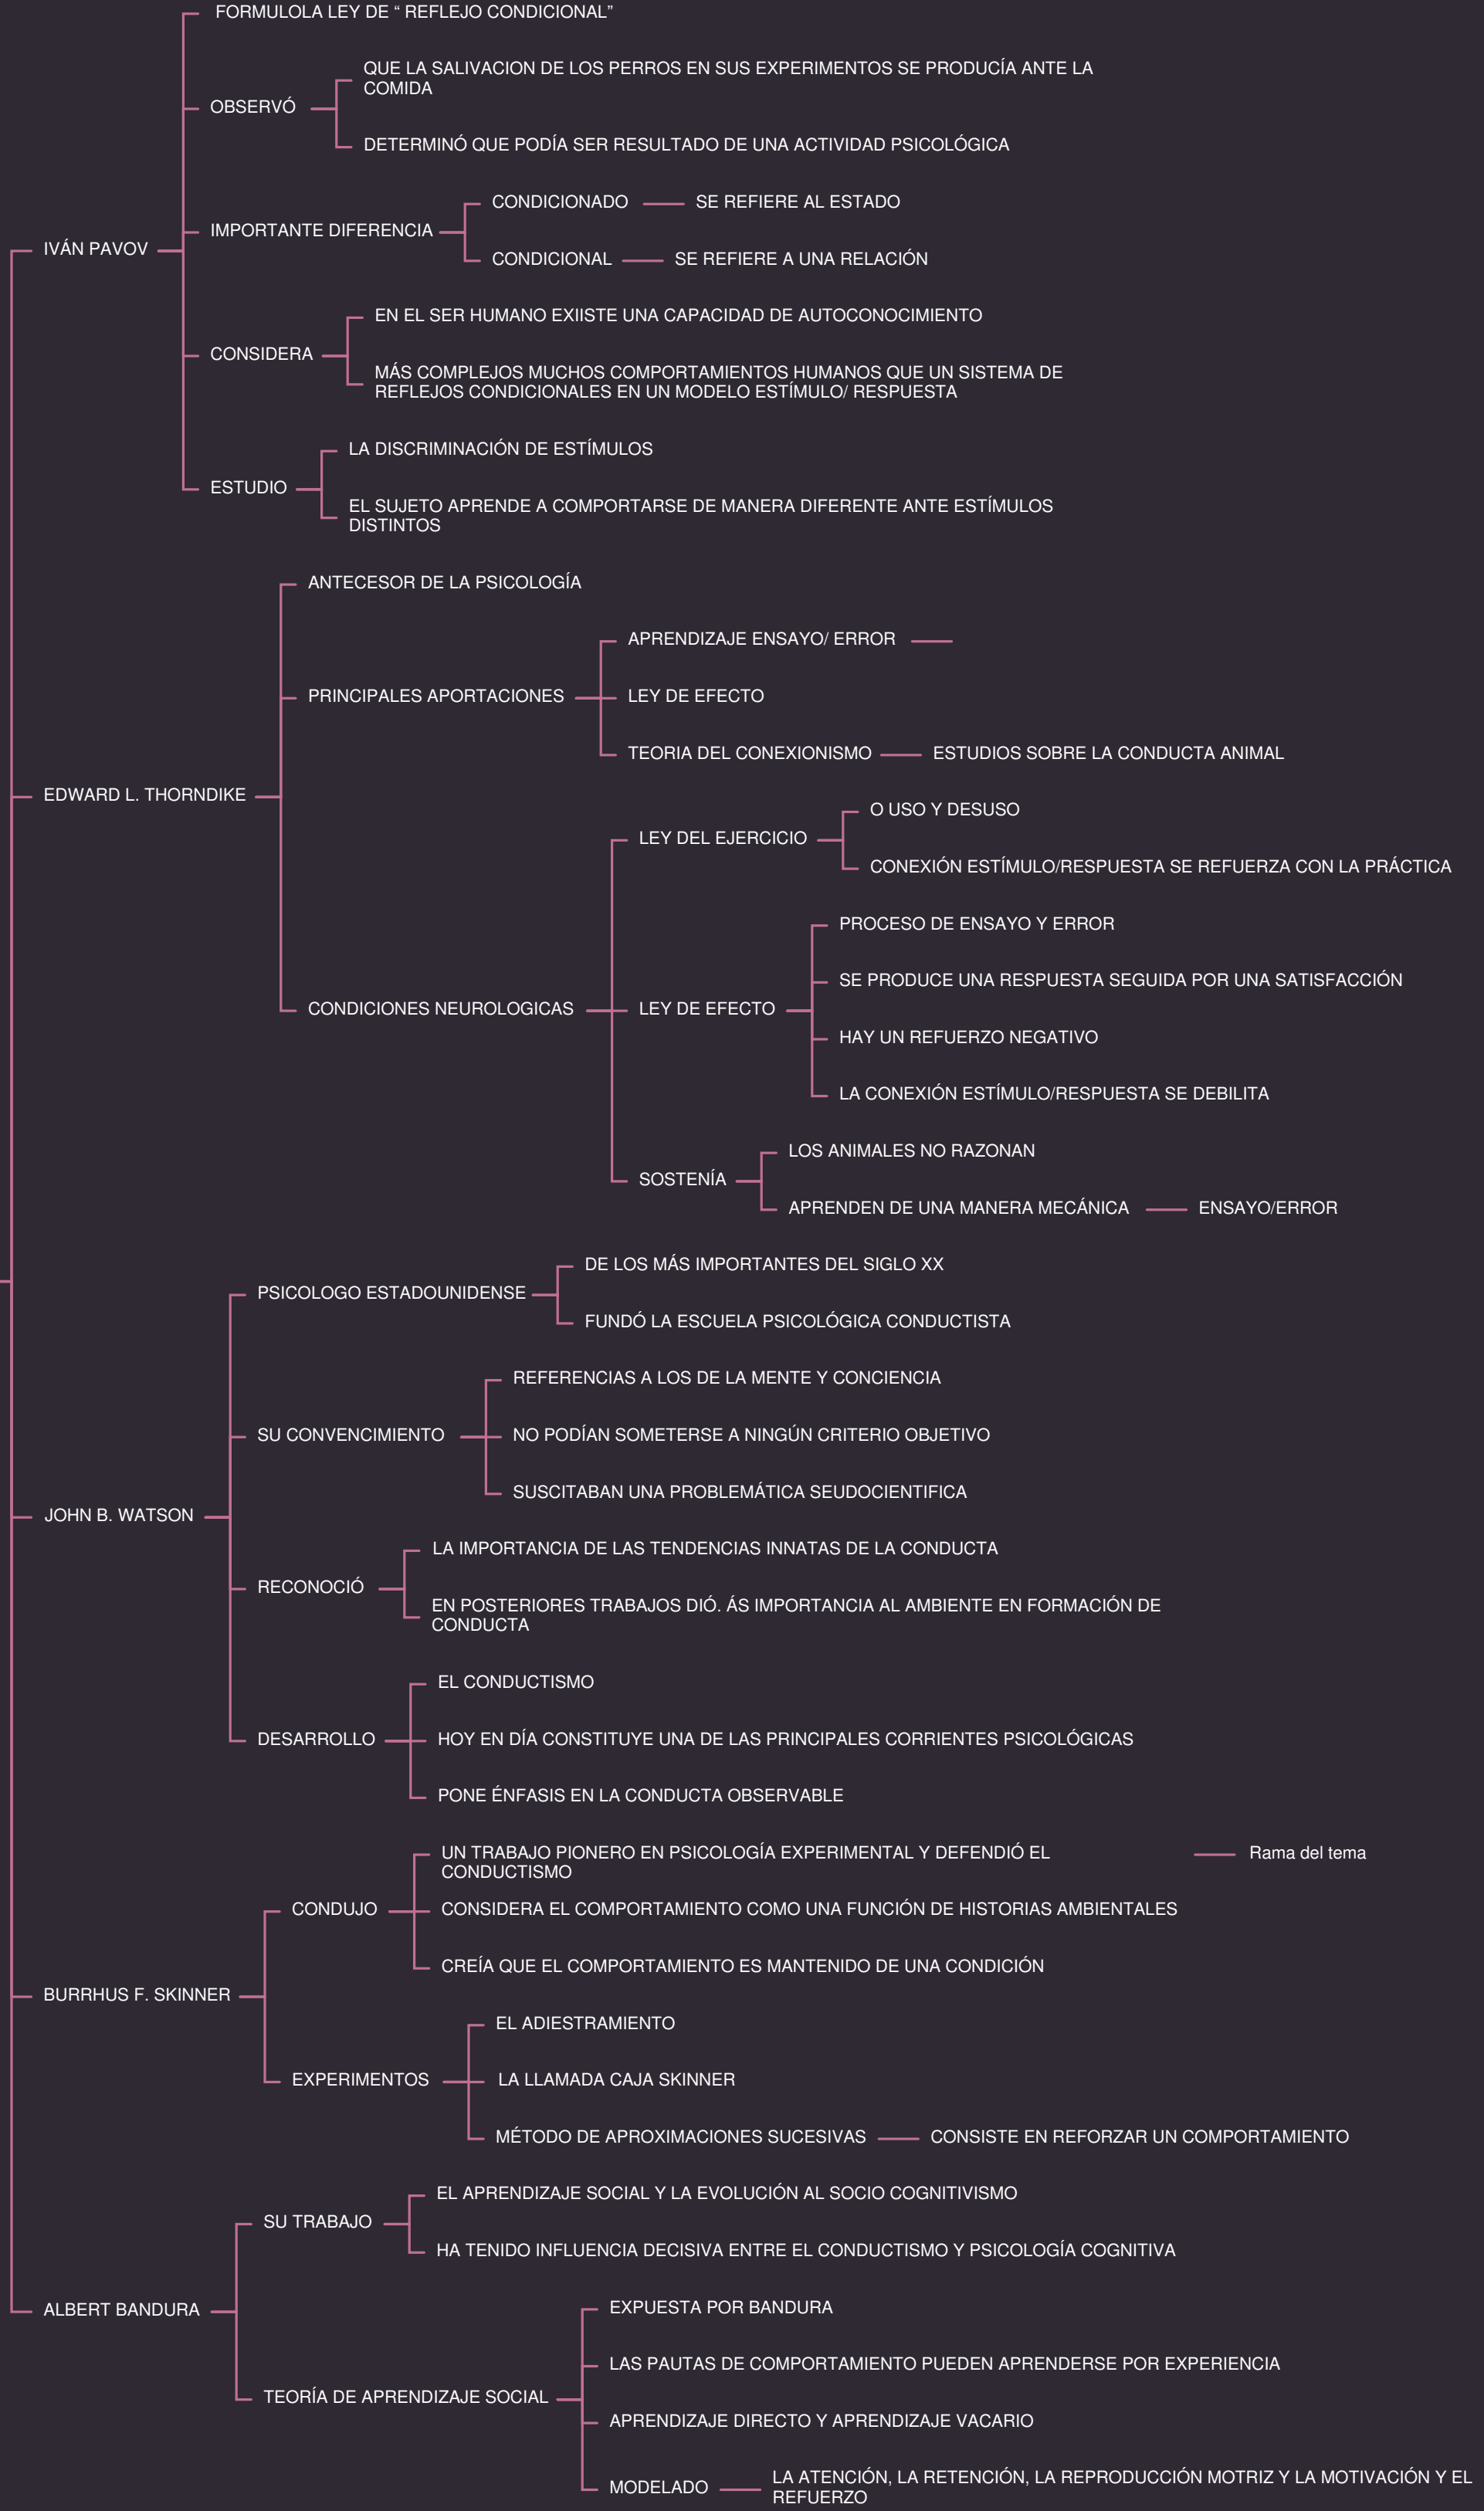 FORMULOLA LEY DE “ REFLEJO CONDICIONAL”
QUE LA SALIVACION DE LOS PERROS EN SUS EXPERIMENTOS SE PRODUCÍA ANTE LA
COMIDA
OBSERVÓ
DETERMINÓ QUE PODÍA SER RESULTADO DE UNA ACTIVIDAD PSICOLÓGICA
CONDICIONADO
SE REFIERE AL ESTADO
IMPORTANTE DIFERENCIA
IVÁN PAVOV
CONDICIONAL
SE REFIERE A UNA RELACIÓN
EN EL SER HUMANO EXIISTE UNA CAPACIDAD DE AUTOCONOCIMIENTO
CONSIDERA
MÁS COMPLEJOS MUCHOS COMPORTAMIENTOS HUMANOS QUE UN SISTEMA DE
REFLEJOS CONDICIONALES EN UN MODELO ESTÍMULO/ RESPUESTA
LA DISCRIMINACIÓN DE ESTÍMULOS
ESTUDIO
EL SUJETO APRENDE A COMPORTARSE DE MANERA DIFERENTE ANTE ESTÍMULOS
DISTINTOS
ANTECESOR DE LA PSICOLOGÍA
APRENDIZAJE ENSAYO/ ERROR
PRINCIPALES APORTACIONES
LEY DE EFECTO
TEORIA DEL CONEXIONISMO
ESTUDIOS SOBRE LA CONDUCTA ANIMAL
EDWARD L. THORNDIKE
O USO Y DESUSO
LEY DEL EJERCICIO
CONEXIÓN ESTÍMULO/RESPUESTA SE REFUERZA CON LA PRÁCTICA
PROCESO DE ENSAYO Y ERROR
SE PRODUCE UNA RESPUESTA SEGUIDA POR UNA SATISFACCIÓN
CONDICIONES NEUROLOGICAS
LEY DE EFECTO
HAY UN REFUERZO NEGATIVO
LA CONEXIÓN ESTÍMULO/RESPUESTA SE DEBILITA
LOS ANIMALES NO RAZONAN
SOSTENÍA
APRENDEN DE UNA MANERA MECÁNICA
ENSAYO/ERROR
DE LOS MÁS IMPORTANTES DEL SIGLO XX
PSICOLOGO ESTADOUNIDENSE
FUNDÓ LA ESCUELA PSICOLÓGICA CONDUCTISTA
REFERENCIAS A LOS DE LA MENTE Y CONCIENCIA
SU CONVENCIMIENTO
NO PODÍAN SOMETERSE A NINGÚN CRITERIO OBJETIVO
SUSCITABAN UNA PROBLEMÁTICA SEUDOCIENTIFICA
JOHN B. WATSON
LA IMPORTANCIA DE LAS TENDENCIAS INNATAS DE LA CONDUCTA
RECONOCIÓ
EN POSTERIORES TRABAJOS DIÓ. ÁS IMPORTANCIA AL AMBIENTE EN FORMACIÓN DE
CONDUCTA
EL CONDUCTISMO
DESARROLLO
HOY EN DÍA CONSTITUYE UNA DE LAS PRINCIPALES CORRIENTES PSICOLÓGICAS
PONE ÉNFASIS EN LA CONDUCTA OBSERVABLE
UN TRABAJO PIONERO EN PSICOLOGÍA EXPERIMENTAL Y DEFENDIÓ EL
CONDUCTISMO
Rama del tema
CONDUJO
CONSIDERA EL COMPORTAMIENTO COMO UNA FUNCIÓN DE HISTORIAS AMBIENTALES
CREÍA QUE EL COMPORTAMIENTO ES MANTENIDO DE UNA CONDICIÓN
BURRHUS F. SKINNER
EL ADIESTRAMIENTO
EXPERIMENTOS
LA LLAMADA CAJA SKINNER
MÉTODO DE APROXIMACIONES SUCESIVAS
CONSISTE EN REFORZAR UN COMPORTAMIENTO
EL APRENDIZAJE SOCIAL Y LA EVOLUCIÓN AL SOCIO COGNITIVISMO
SU TRABAJO
HA TENIDO INFLUENCIA DECISIVA ENTRE EL CONDUCTISMO Y PSICOLOGÍA COGNITIVA
ALBERT BANDURA
EXPUESTA POR BANDURA
LAS PAUTAS DE COMPORTAMIENTO PUEDEN APRENDERSE POR EXPERIENCIA
TEORÍA DE APRENDIZAJE SOCIAL
APRENDIZAJE DIRECTO Y APRENDIZAJE VACARIO
MODELADO
LA ATENCIÓN, LA RETENCIÓN, LA REPRODUCCIÓN MOTRIZ Y LA MOTIVACIÓN Y EL
REFUERZO